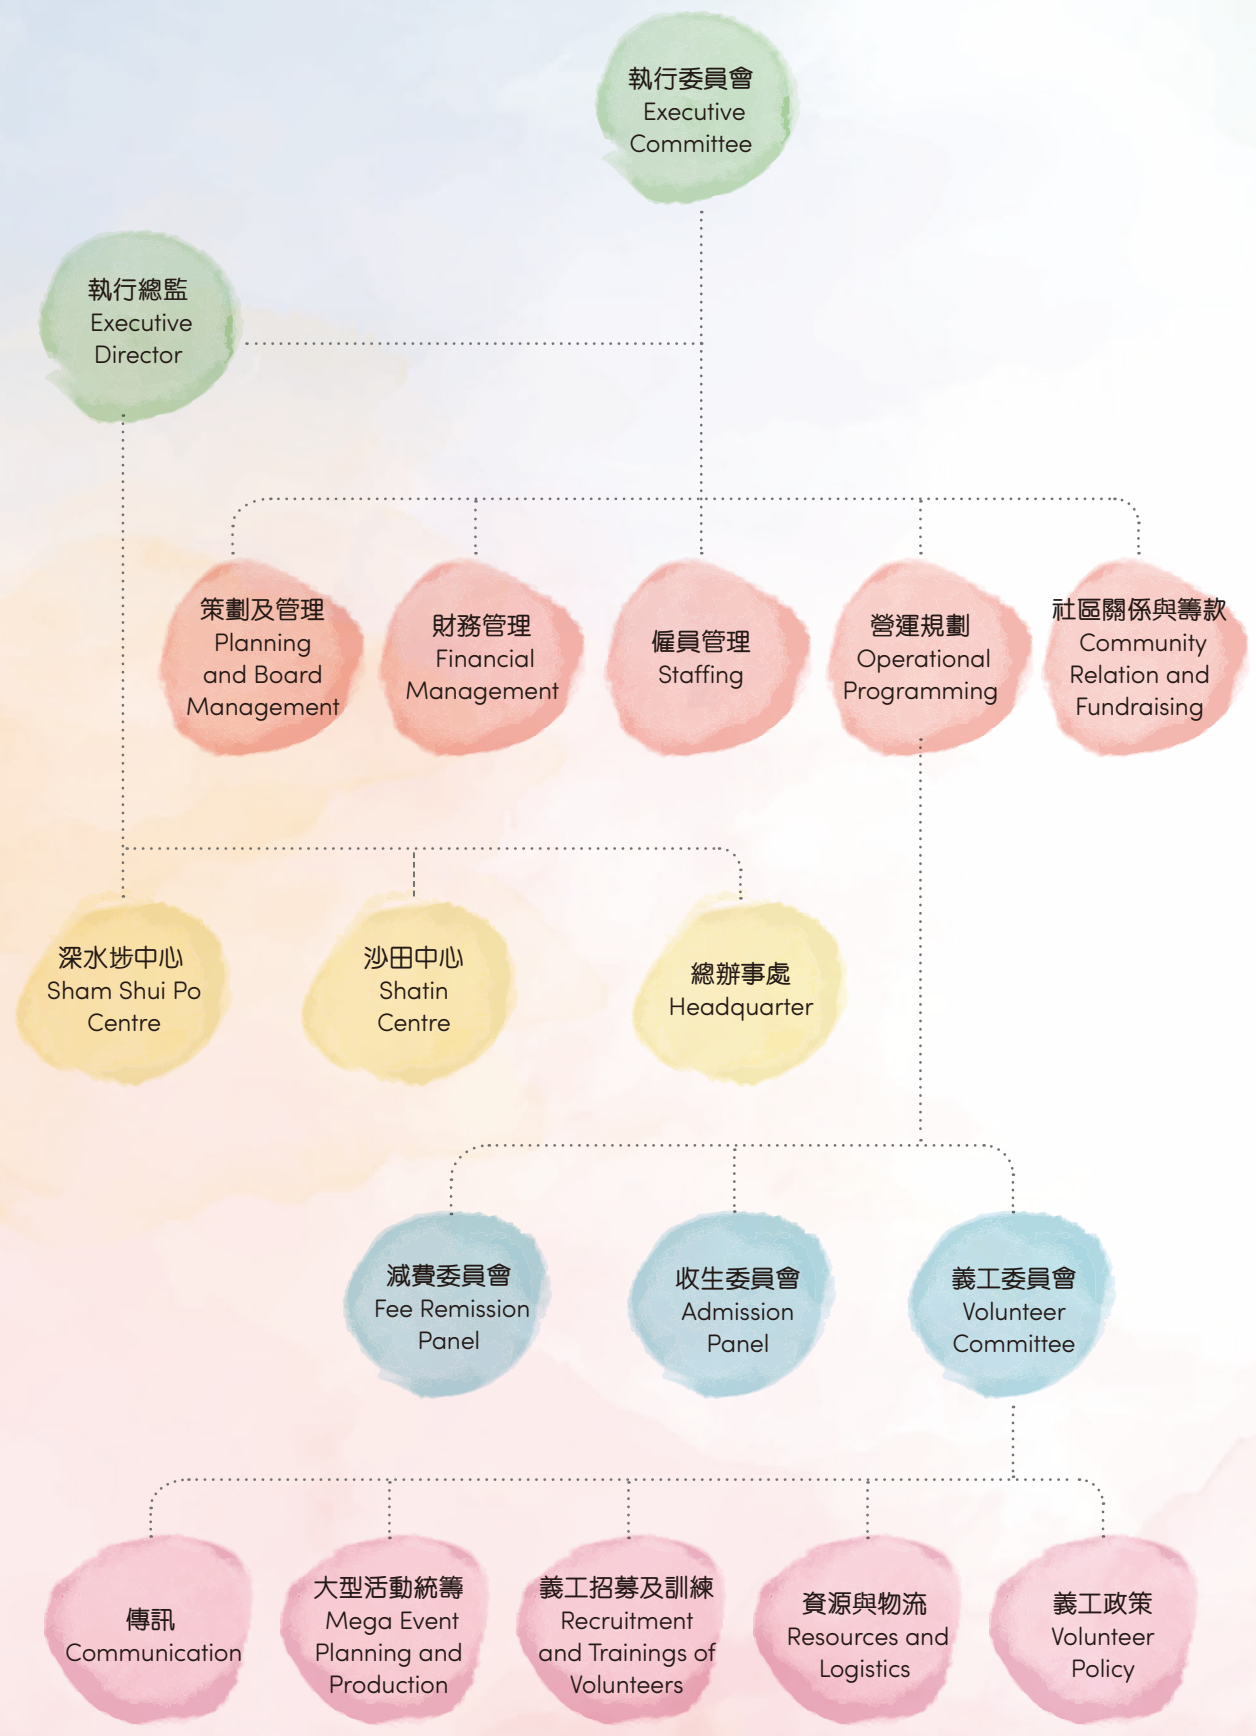 執行委員會
Executive
Committee
執行總監
Executive
Director
策劃及管理
Planning
and Board
Management
財務管理
Financial
Management
僱員管理
Staffing
營運規劃
Operational
Programming
社區關係與籌款
Community
Relation and
Fundraising
深水埗中心
Sham Shui Po
Centre
沙田中心
Shatin
Centre
總辦事處
Headquarter
減費委員會
Fee Remission
Panel
收生委員會
Admission
Panel
義工委員會
Volunteer
Committee
傳訊
Communication
大型活動統籌
Mega Event
Planning and
Production
義工招募及訓練
Recruitment
and Trainings of
Volunteers
資源與物流
Resources and
Logistics
義工政策
Volunteer
Policy